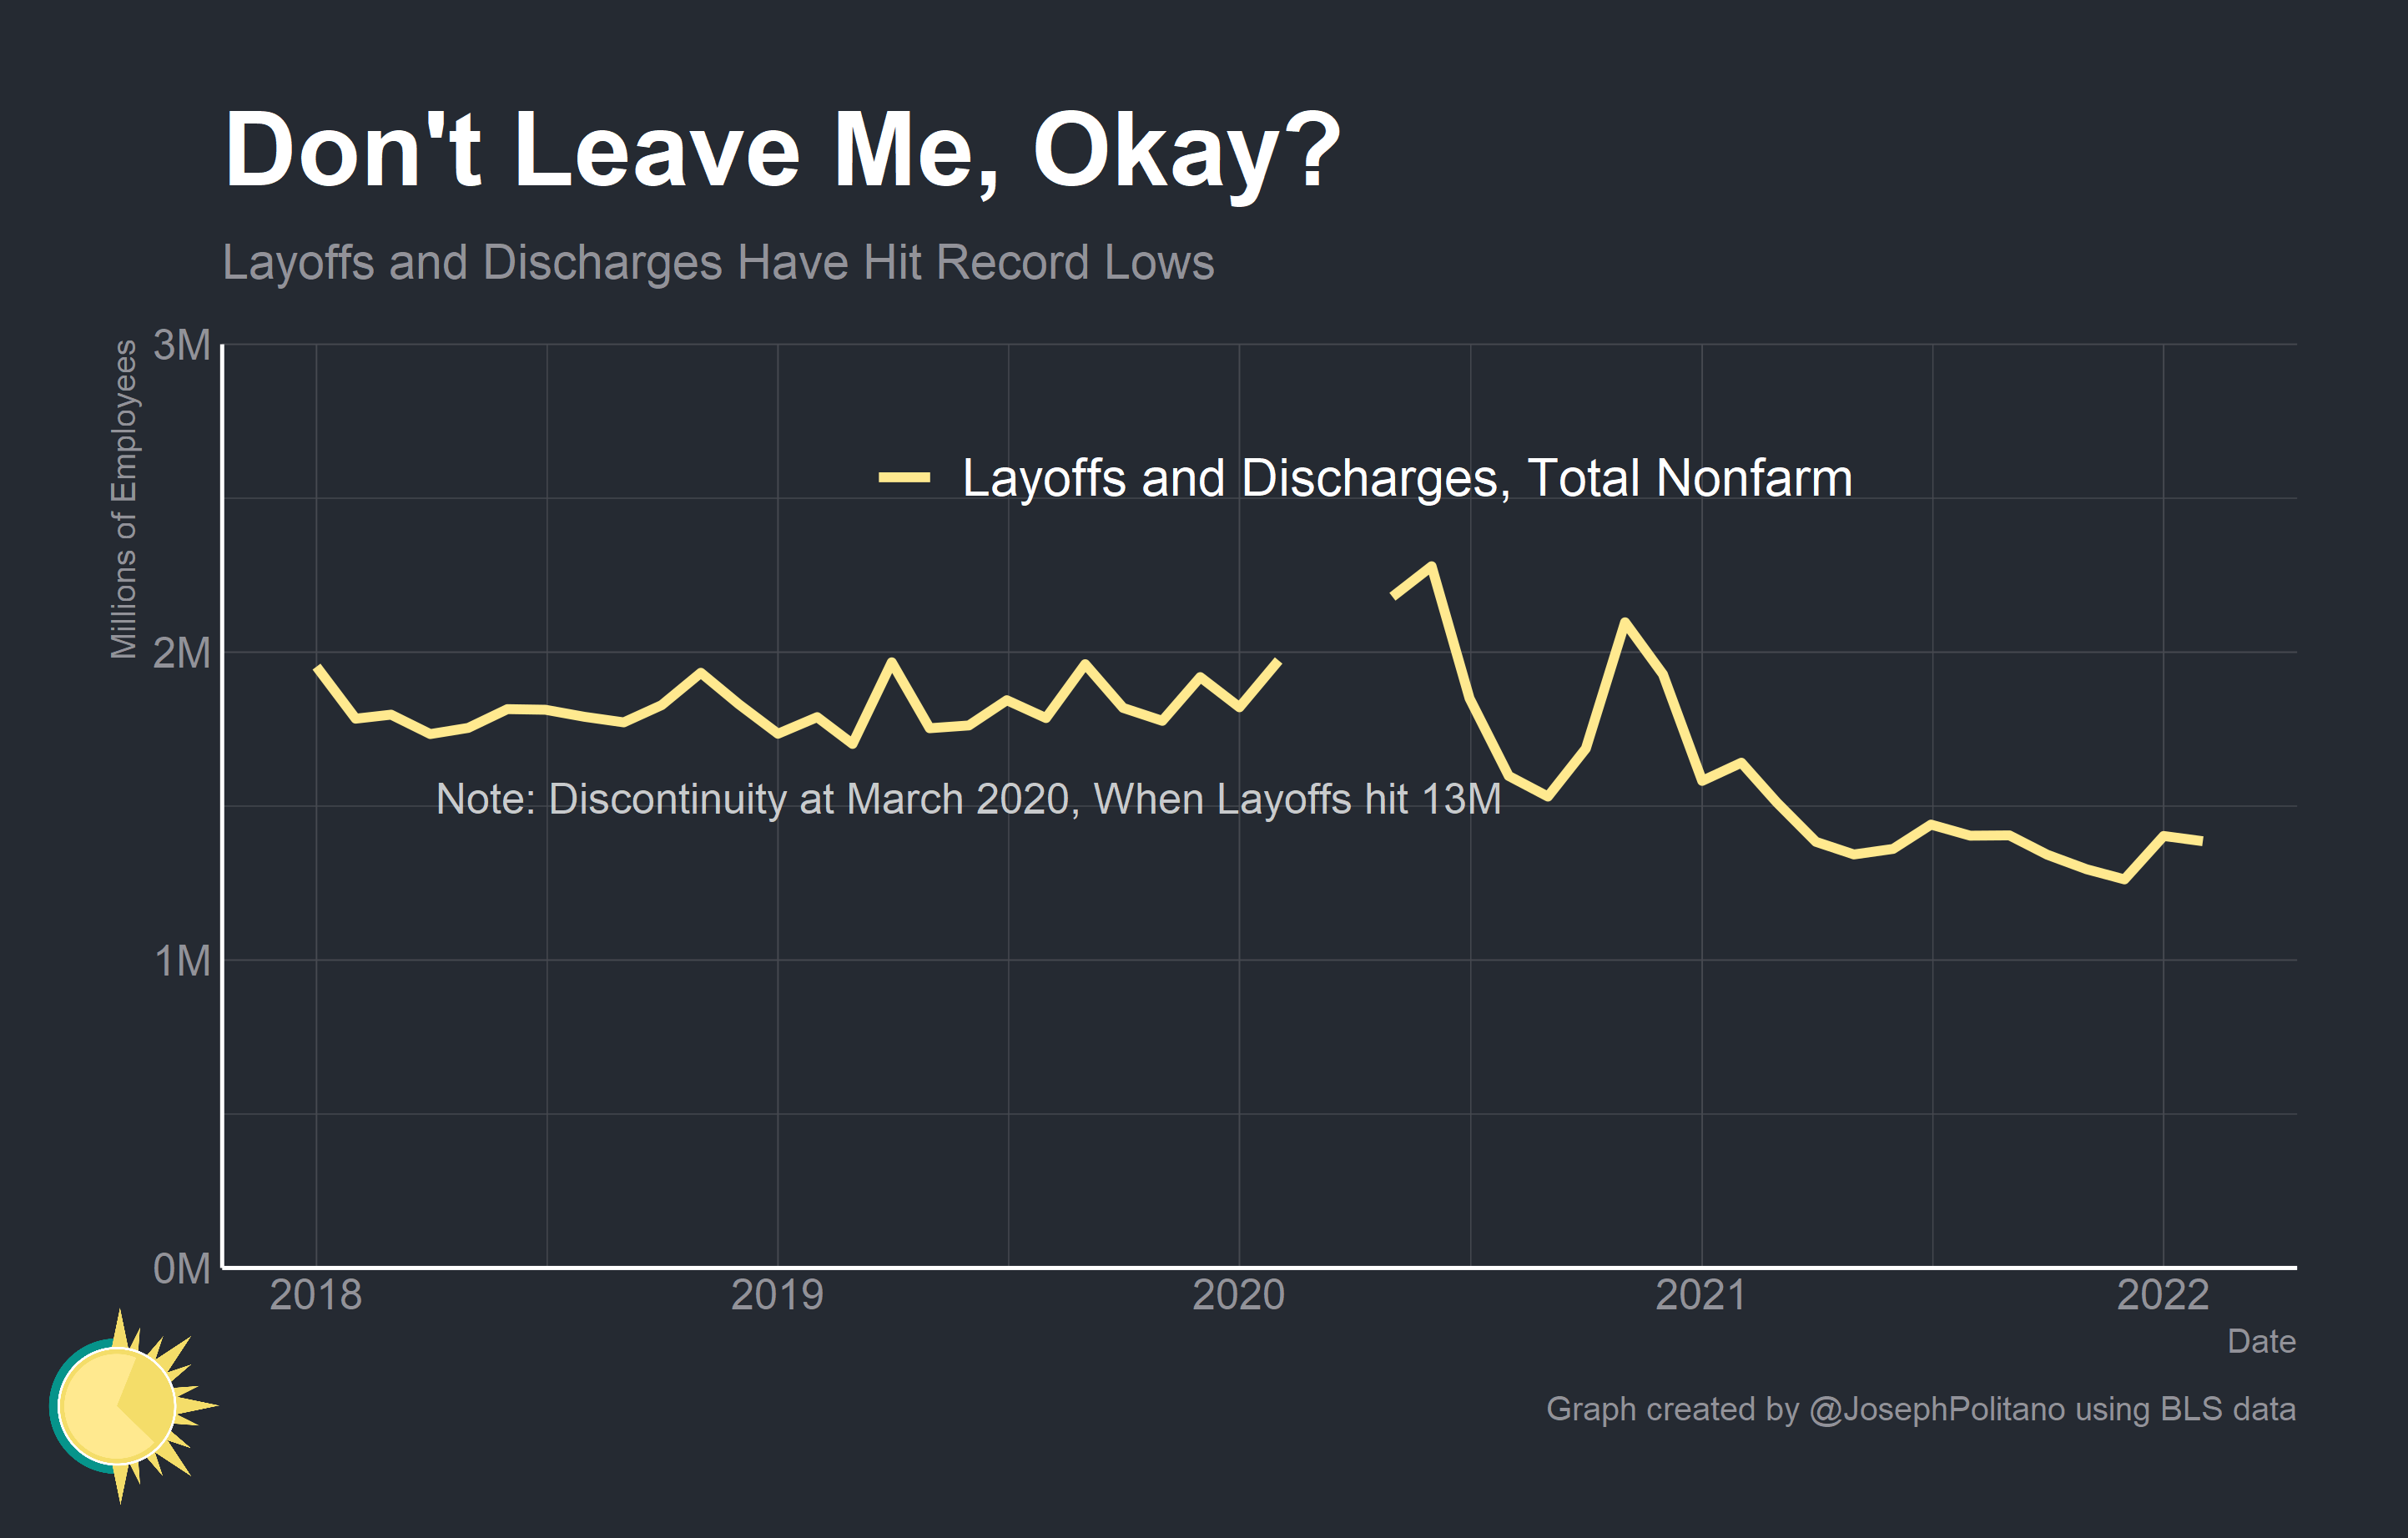 Don't Leave Me, Okay?
Layoffs and Discharges Have Hit Record Lows
Millions of Employees
3M
2M
1M
0M
Layoffs and Discharges, Total Nonfarm
Note: Discontinuity at March 2020, When Layoffs hit 13M
2018 2019 2020 2021 2022
Date
Graph created by @JosephPolitano using BLS data